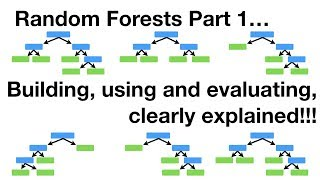 Random Forests Part 1…
Building, using and evaluating,
clearly explained!!!